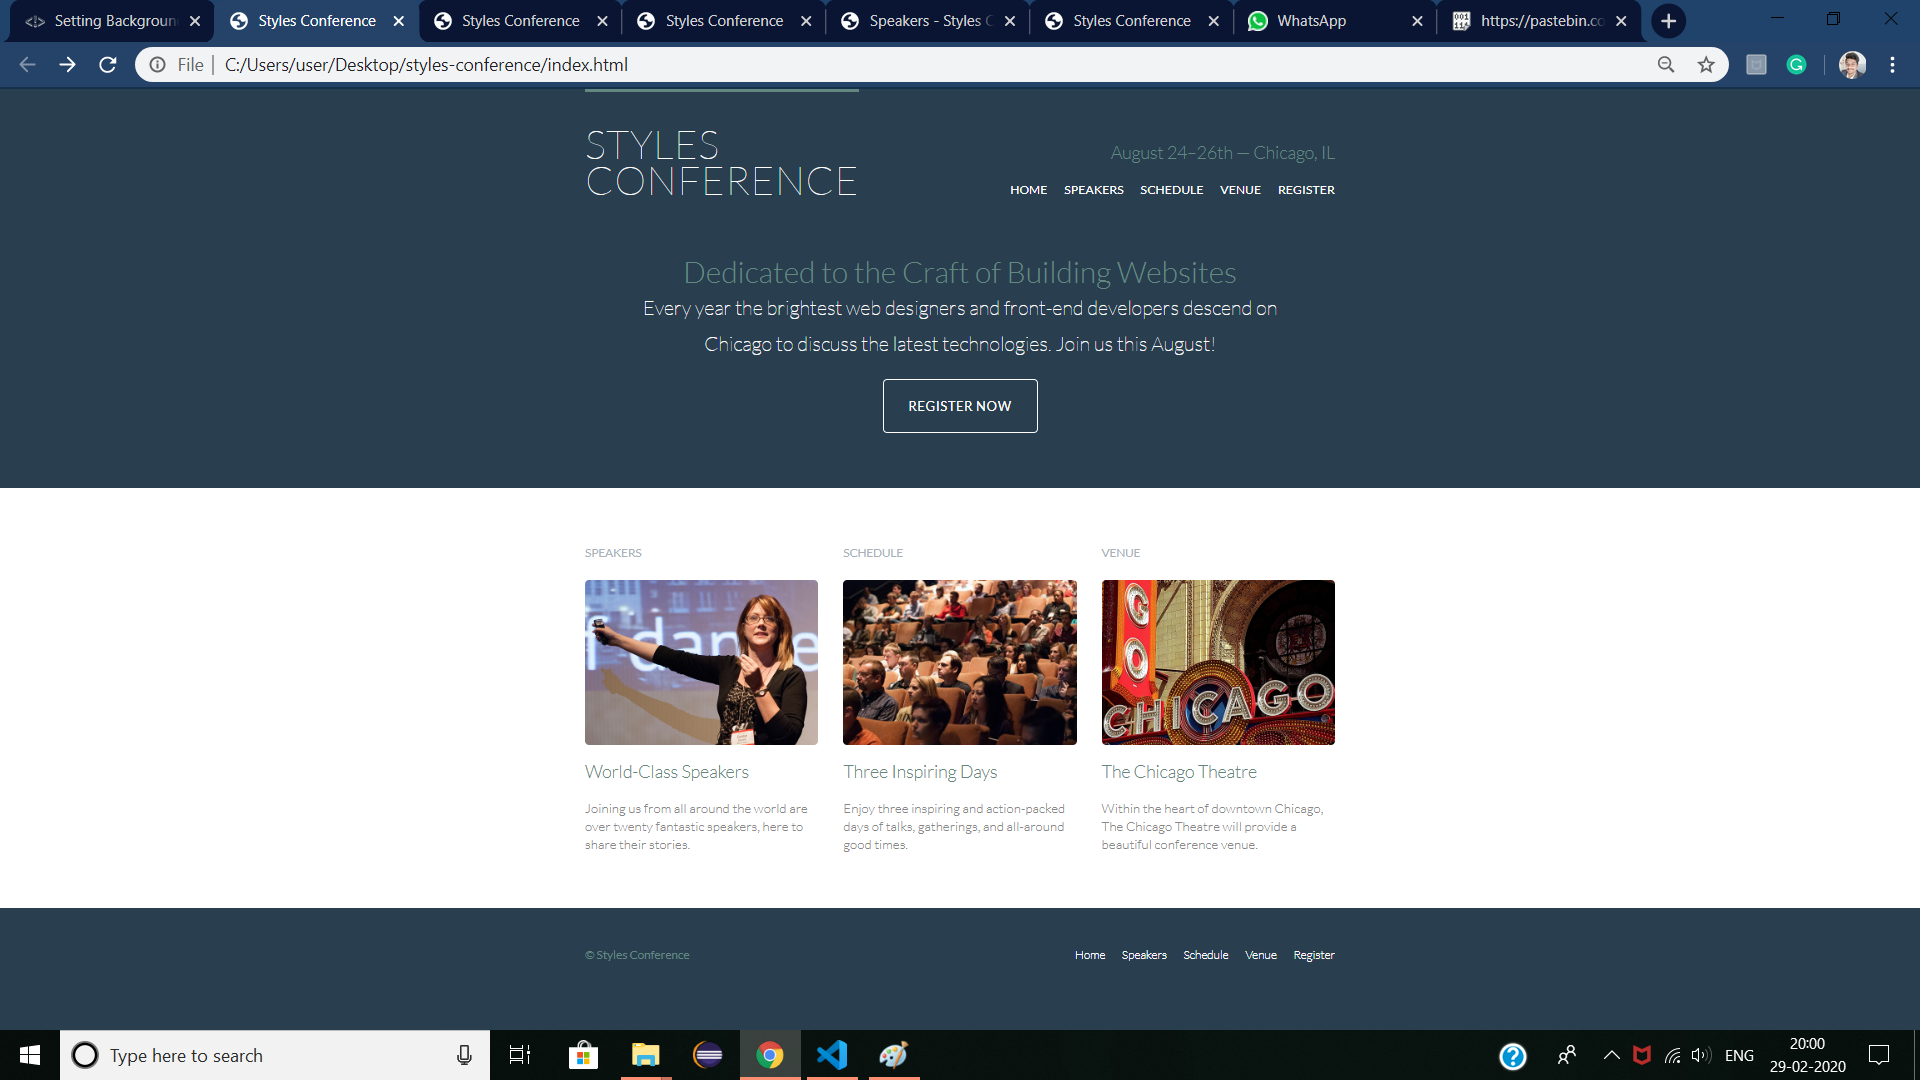 Setting Backgroun
Styles Conference
Styles Conference
Styles Conference
Speakers - Styles C
Styles Conference
WhatsApp
https://pastebin.co
File
C:/Users/user/Desktop/styles-conference/index.html
STYLES
CONFERENCE
August 24–26th — Chicago, IL
HOME SPEAKERS SCHEDULE VENUE REGISTER
Dedicated to the Craft of Building Websites
Every year the brightest web designers and front-end developers descend on
Chicago to discuss the latest technologies. Join us this August!
REGISTER NOW
SPEAKERS
f dance
World-Class Speakers
Joining us from all around the world are
over twenty fantastic speakers, here to
share their stories.
SCHEDULE
Three Inspiring Days
Enjoy three inspiring and action-packed
days of talks, gatherings, and all-around
good times.
VENUE
GO
CHICAGO
The Chicago Theatre
Within the heart of downtown Chicago,
The Chicago Theatre will provide a
beautiful conference venue.
© Styles Conference
Home Speakers Schedule Venue Register
Type here to search
ENG
20:00
29-02-2020